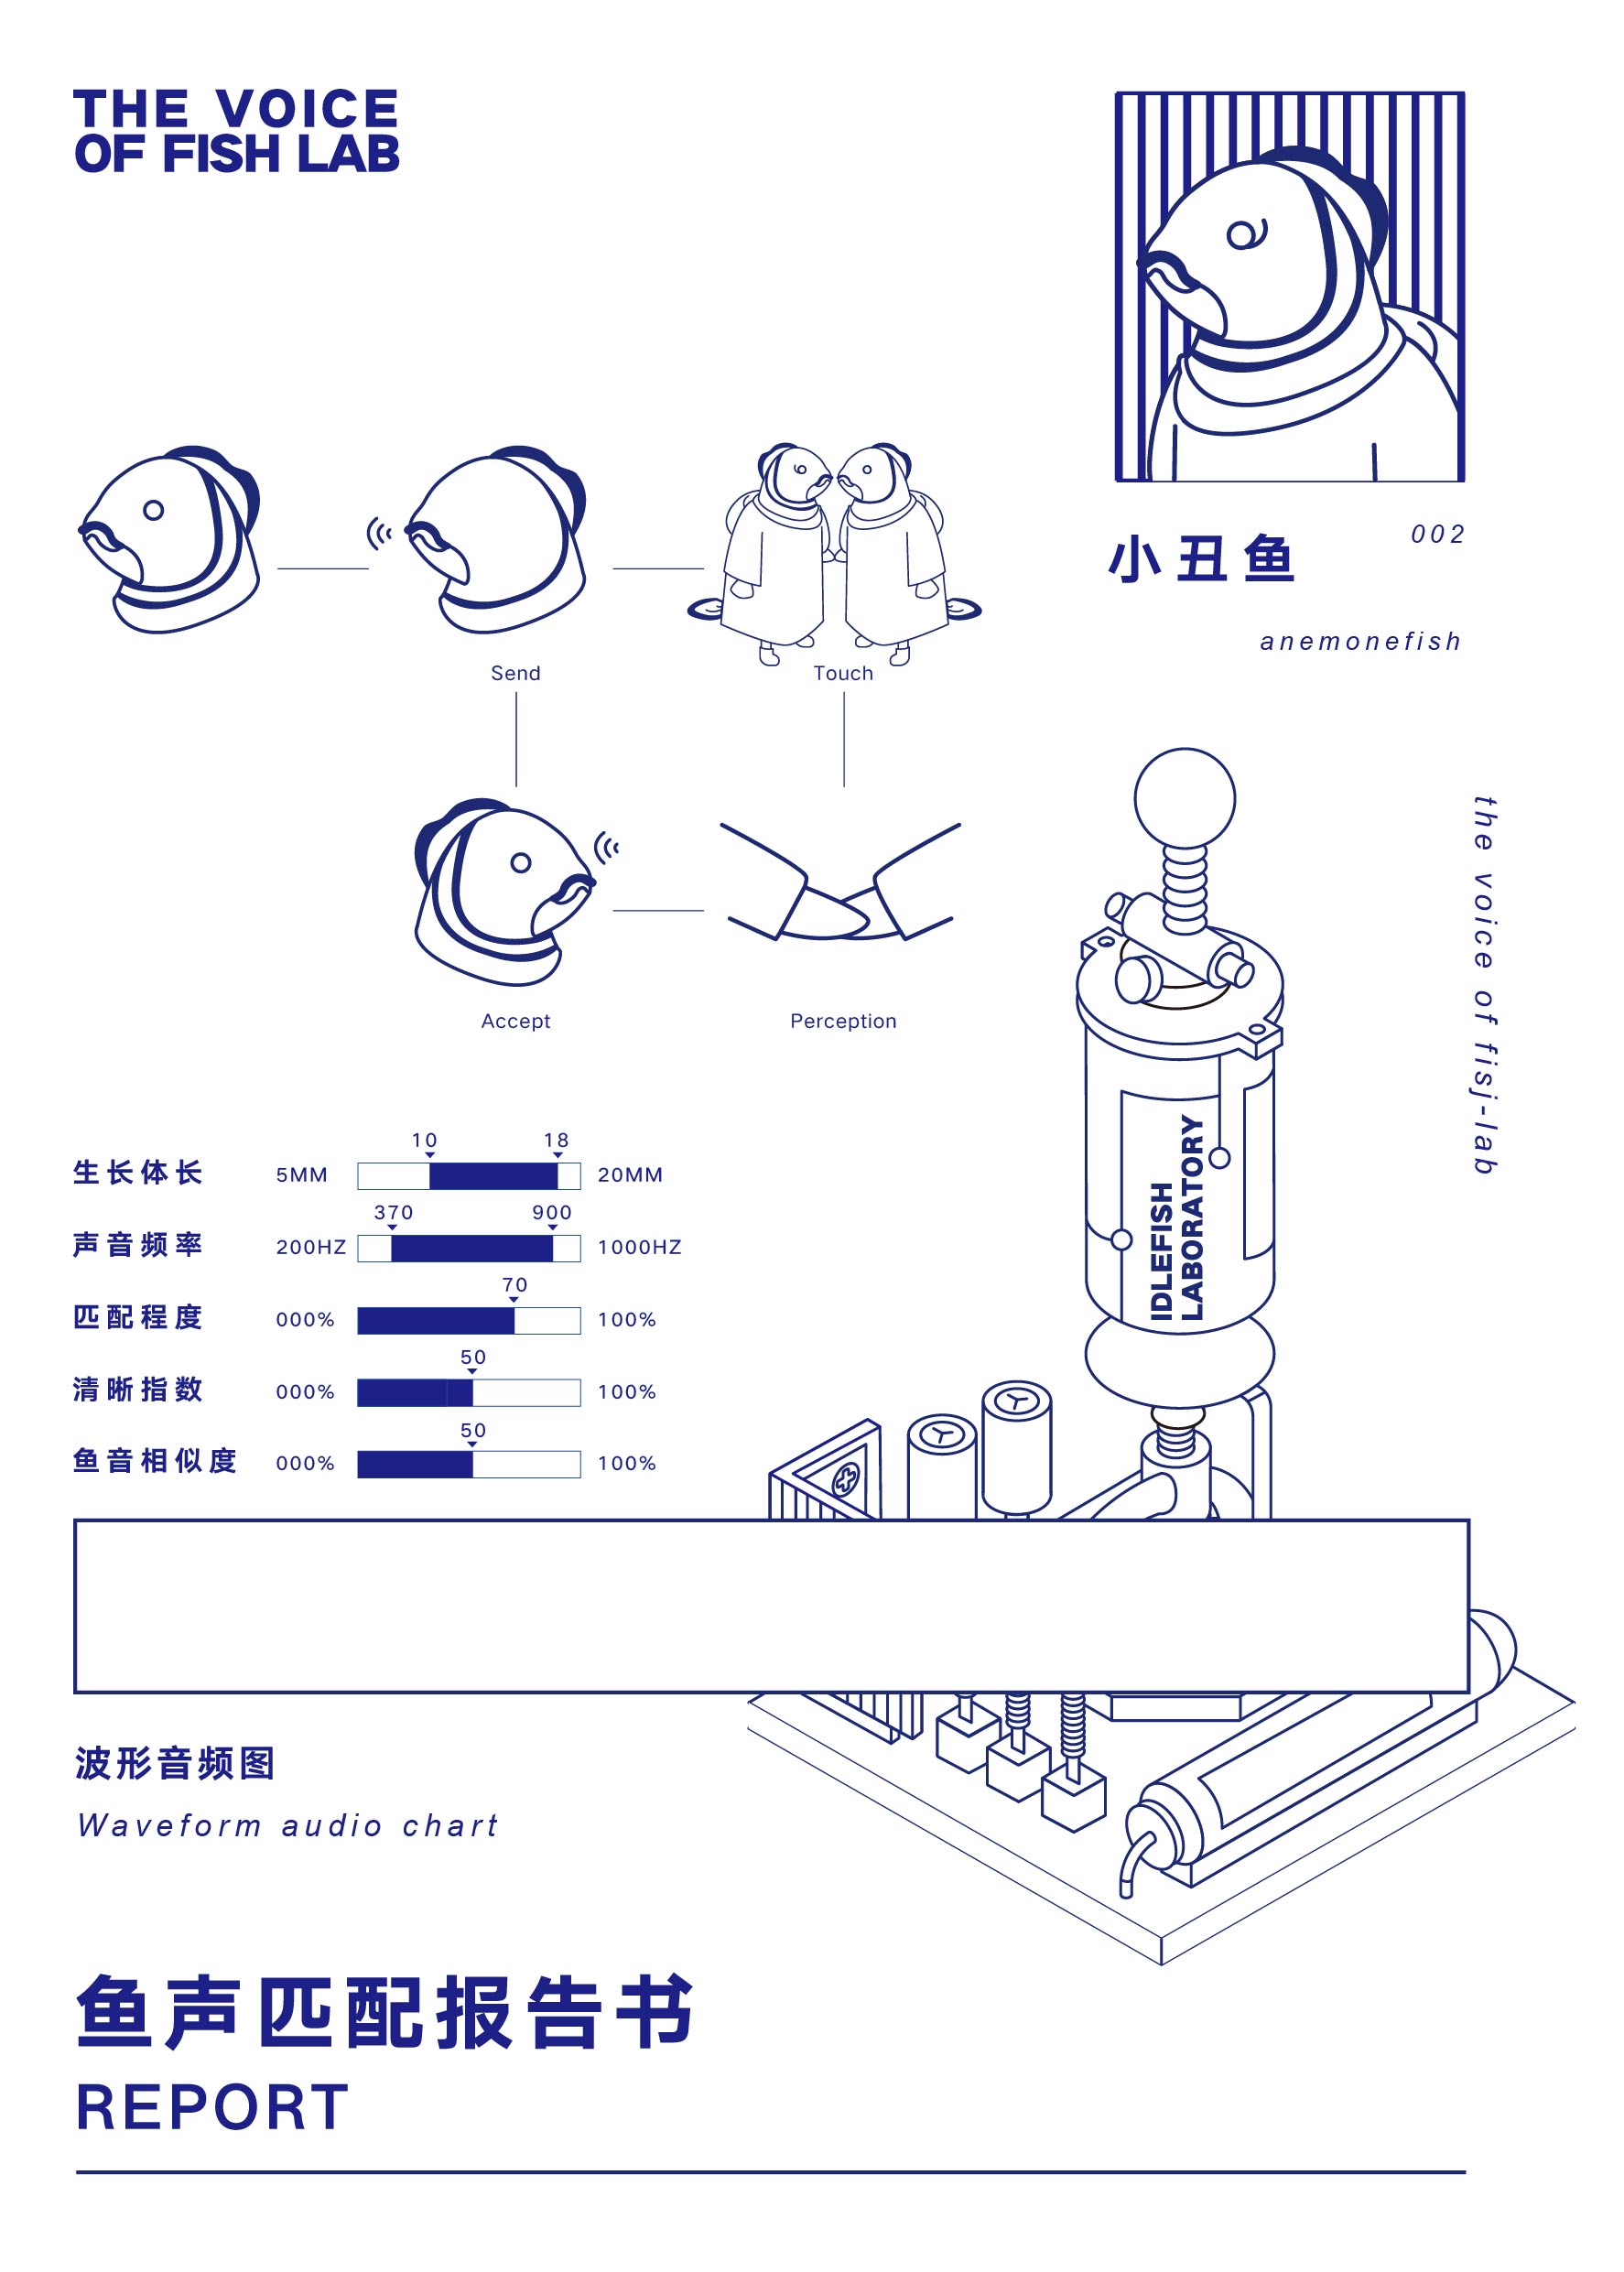 THE VOICE
OF FISH LAB
小丑鱼
002
anemonefish
Send
Touch
Accept
Perception
the voice of fisj-lab
IDLEFISH
LABORATORY
10 18
生长体长 5MM 20MM
370 900
声音频率 200HZ 1000HZ
70
匹配程度 000% 100%
50
清晰指数 000% 100%
50
鱼音相似度 000% 100%
波形音频图
Waveform audio chart
鱼声匹配报告书
REPORT